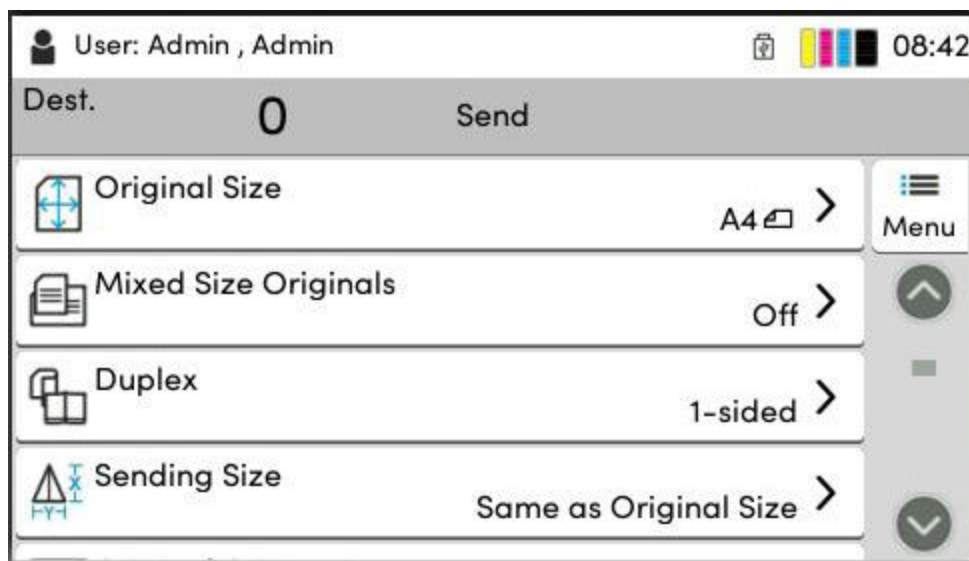 User: Admin , Admin 08:42
Dest. 0 Send
Original Size
A4
Menu
Mixed Size Originals
Off
Duplex
1-sided
Sending Size
X
Y
Same as Original Size